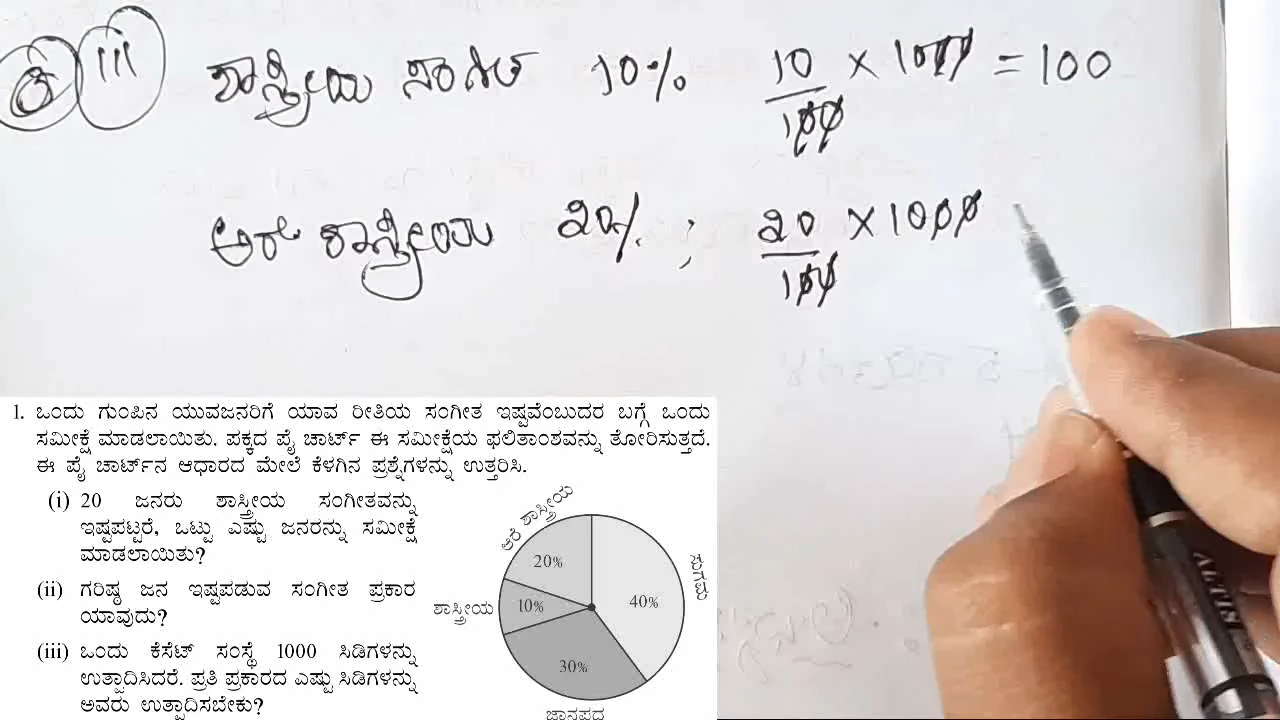 iii ಶಾಸ್ತ್ರೀಯ ಸಂಗೀತ 10% 10/100 × 1000 = 100
ಅರೆ ಶಾಸ್ತ್ರೀಯ 20% ; 20/100 × 1000
1. ಒಂದು ಗುಂಪಿನ ಯುವಜನರಿಗೆ ಯಾವ ರೀತಿಯ ಸಂಗೀತ ಇಷ್ಟವೆಂಬುದರ ಬಗ್ಗೆ ಒಂದು
ಸಮೀಕ್ಷೆ ಮಾಡಲಾಯಿತು. ಪಕ್ಕದ ಪೈ ಚಾರ್ಟ್ ಈ ಸಮೀಕ್ಷೆಯ ಫಲಿತಾಂಶವನ್ನು ತೋರಿಸುತ್ತದೆ.
ಈ ಪೈ ಚಾರ್ಟ್‌ನ ಆಧಾರದ ಮೇಲೆ ಕೆಳಗಿನ ಪ್ರಶ್ನೆಗಳನ್ನು ಉತ್ತರಿಸಿ.
(i) 20 ಜನರು ಶಾಸ್ತ್ರೀಯ ಸಂಗೀತವನ್ನು
ಇಷ್ಟಪಟ್ಟರೆ, ಒಟ್ಟು ಎಷ್ಟು ಜನರನ್ನು ಸಮೀಕ್ಷೆ
ಮಾಡಲಾಯಿತು?
(ii) ಗರಿಷ್ಠ ಜನ ಇಷ್ಟಪಡುವ ಸಂಗೀತ ಪ್ರಕಾರ
ಯಾವುದು?
(iii) ಒಂದು ಕೆಸೆಟ್ ಸಂಸ್ಥೆ 1000 ಸಿಡಿಗಳನ್ನು
ಉತ್ಪಾದಿಸಿದರೆ. ಪ್ರತಿ ಪ್ರಕಾರದ ಎಷ್ಟು ಸಿಡಿಗಳನ್ನು
ಅವರು ಉತ್ಪಾದಿಸಬೇಕು?
ಅರೆ ಶಾಸ್ತ್ರೀಯ
20%
ಸುಗಮ
40%
ಶಾಸ್ತ್ರೀಯ
10%
30%
ಜಾನಪದ
ALTIS